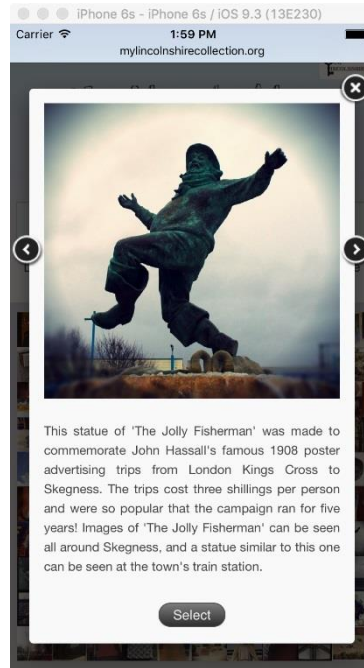 iPhone 6s - iPhone 6s / iOS 9.3 (13E230)
Carrier 1:59 PM
mylincolnshirecollection.org
This statue of 'The Jolly Fisherman' was made to
commemorate John Hassall's famous 1908 poster
advertising trips from London Kings Cross to
Skegness. The trips cost three shillings per person
and were so popular that the campaign ran for five
years! Images of 'The Jolly Fisherman' can be seen
all around Skegness, and a statue similar to this one
can be seen at the town's train station.
Select